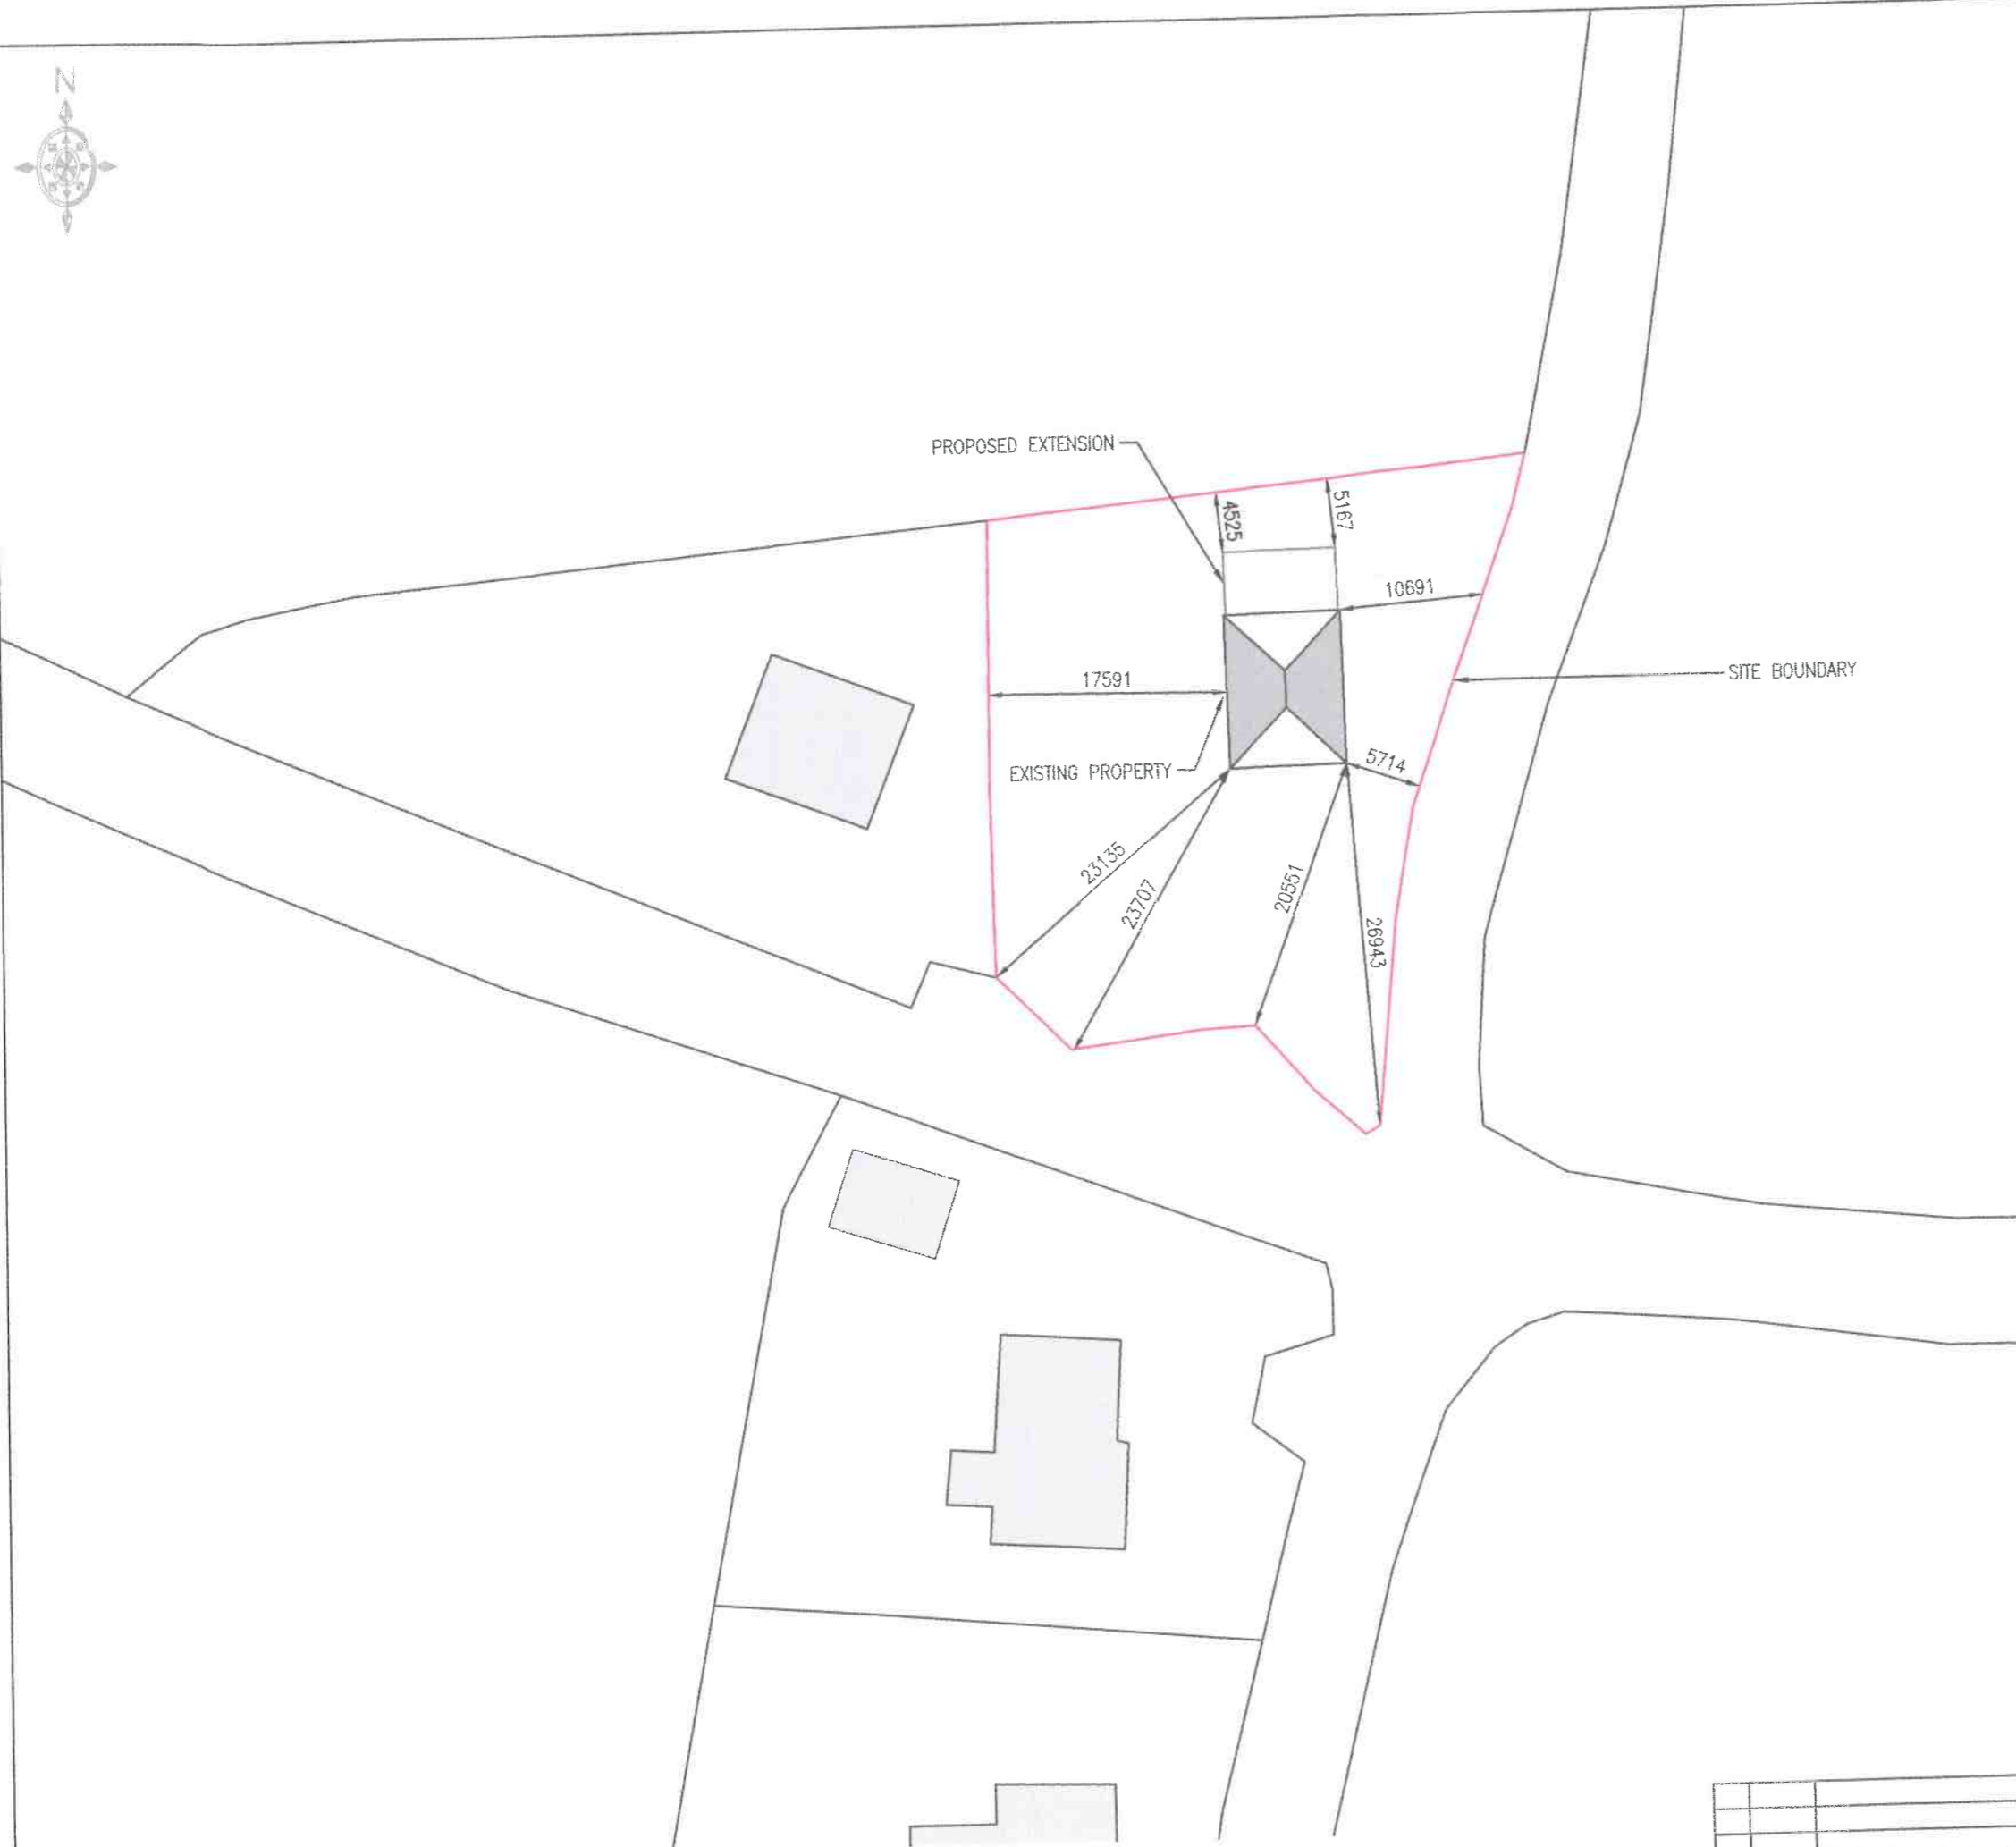 N
PROPOSED EXTENSION
4525
5167
10691
17591
SITE BOUNDARY
EXISTING PROPERTY
5714
23135
23707
20551
26943